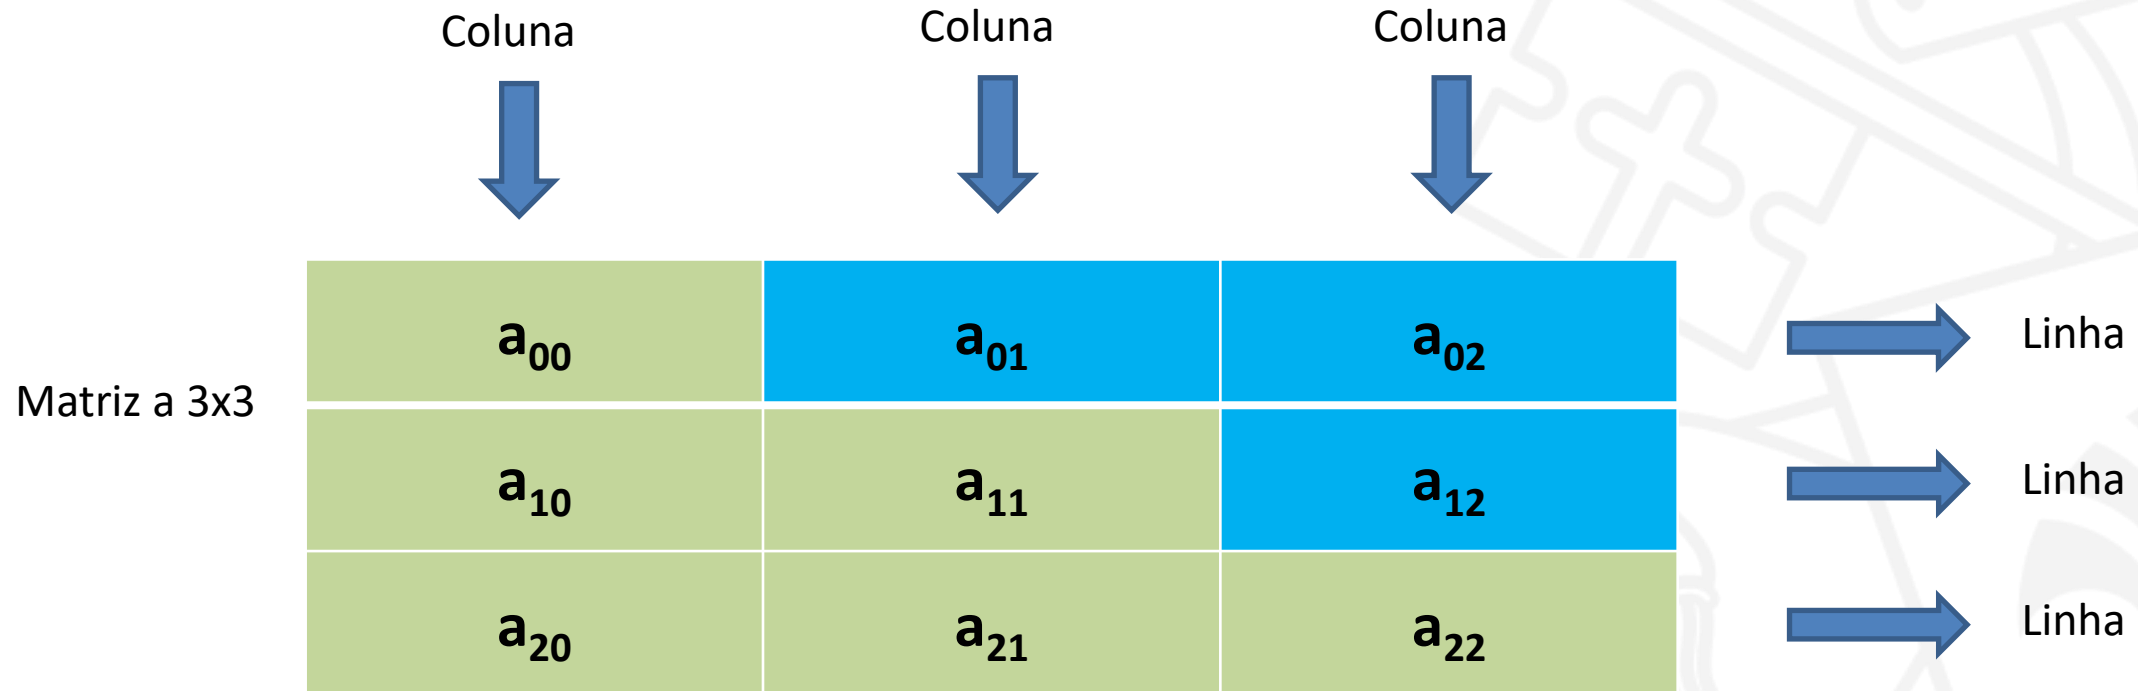 Coluna Coluna Coluna
a00 a01 a02 Linha
Matriz a 3x3
a10 a11 a12 Linha
a20 a21 a22 Linha